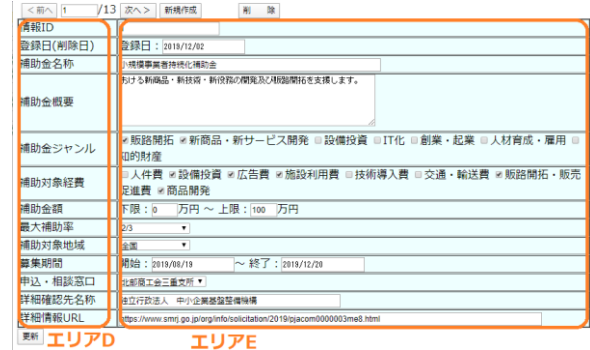 <前へ 1 /13 次へ> 新規作成 削 除
情報ID
登録日(削除日) 登録日：2019/12/02
補助金名称 小規模事業者持続化補助金
おける新商品・新技術・新役務の開発及び販路開拓を支援します。
補助金概要
補助金ジャンル 販路開拓 新商品・新サービス開発 設備投資 IT化 創業・起業 人材育成・雇用
知的財産
補助対象経費 人件費 設備投資 広告費 施設利用費 技術導入費 交通・輸送費 販路開拓・販売
促進費 商品開発
補助金額 下限：0 万円 ～ 上限：100 万円
最大補助率 2/3
補助対象地域 全国
募集期間 開始：2019/08/19 ～ 終了：2019/12/20
申込・相談窓口 北部商工会三重支所
詳細確認先名称 独立行政法人 中小企業基盤整備機構
詳細情報URL https://www.smrj.go.jp/org/info/solicitation/2019/pjacom0000003me8.html
更新 エリアD エリアE